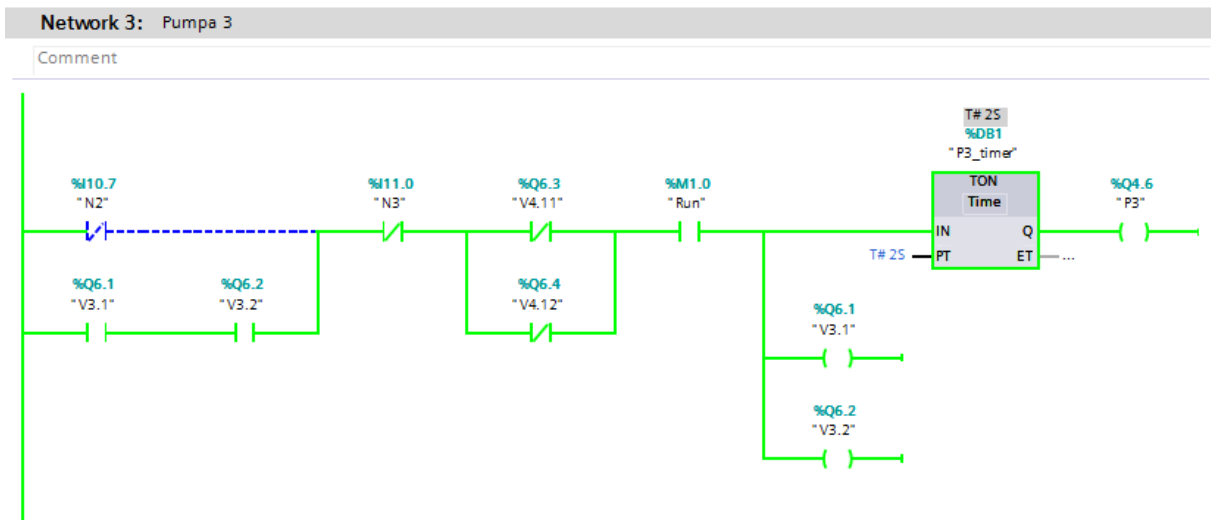 Network 3: Pumpa 3
Comment
T# 2S
%DB1
"P3_timer"
%I10.7
"N2"
%I11.0
"N3"
%Q6.3
"V4.11"
%M1.0
"Run"
TON
Time
%Q4.6
"P3"
IN
Q
T# 2S
PT
ET
...
%Q6.1
"V3.1"
%Q6.2
"V3.2"
%Q6.4
"V4.12"
%Q6.1
"V3.1"
%Q6.2
"V3.2"